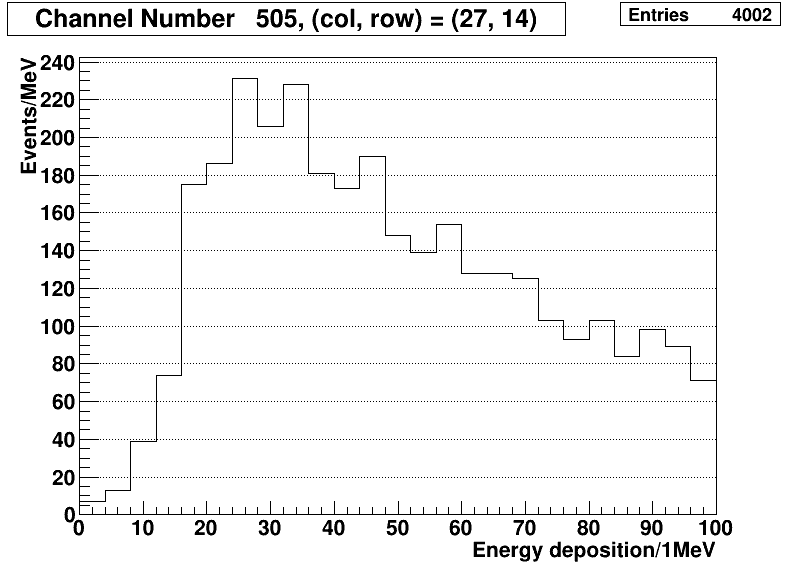 Channel Number 505, (col, row) = (27, 14)
Entries 4002
Events/MeV
240
220
200
180
160
140
120
100
80
60
40
20
0
0 10 20 30 40 50 60 70 80 90 100
Energy deposition/1MeV